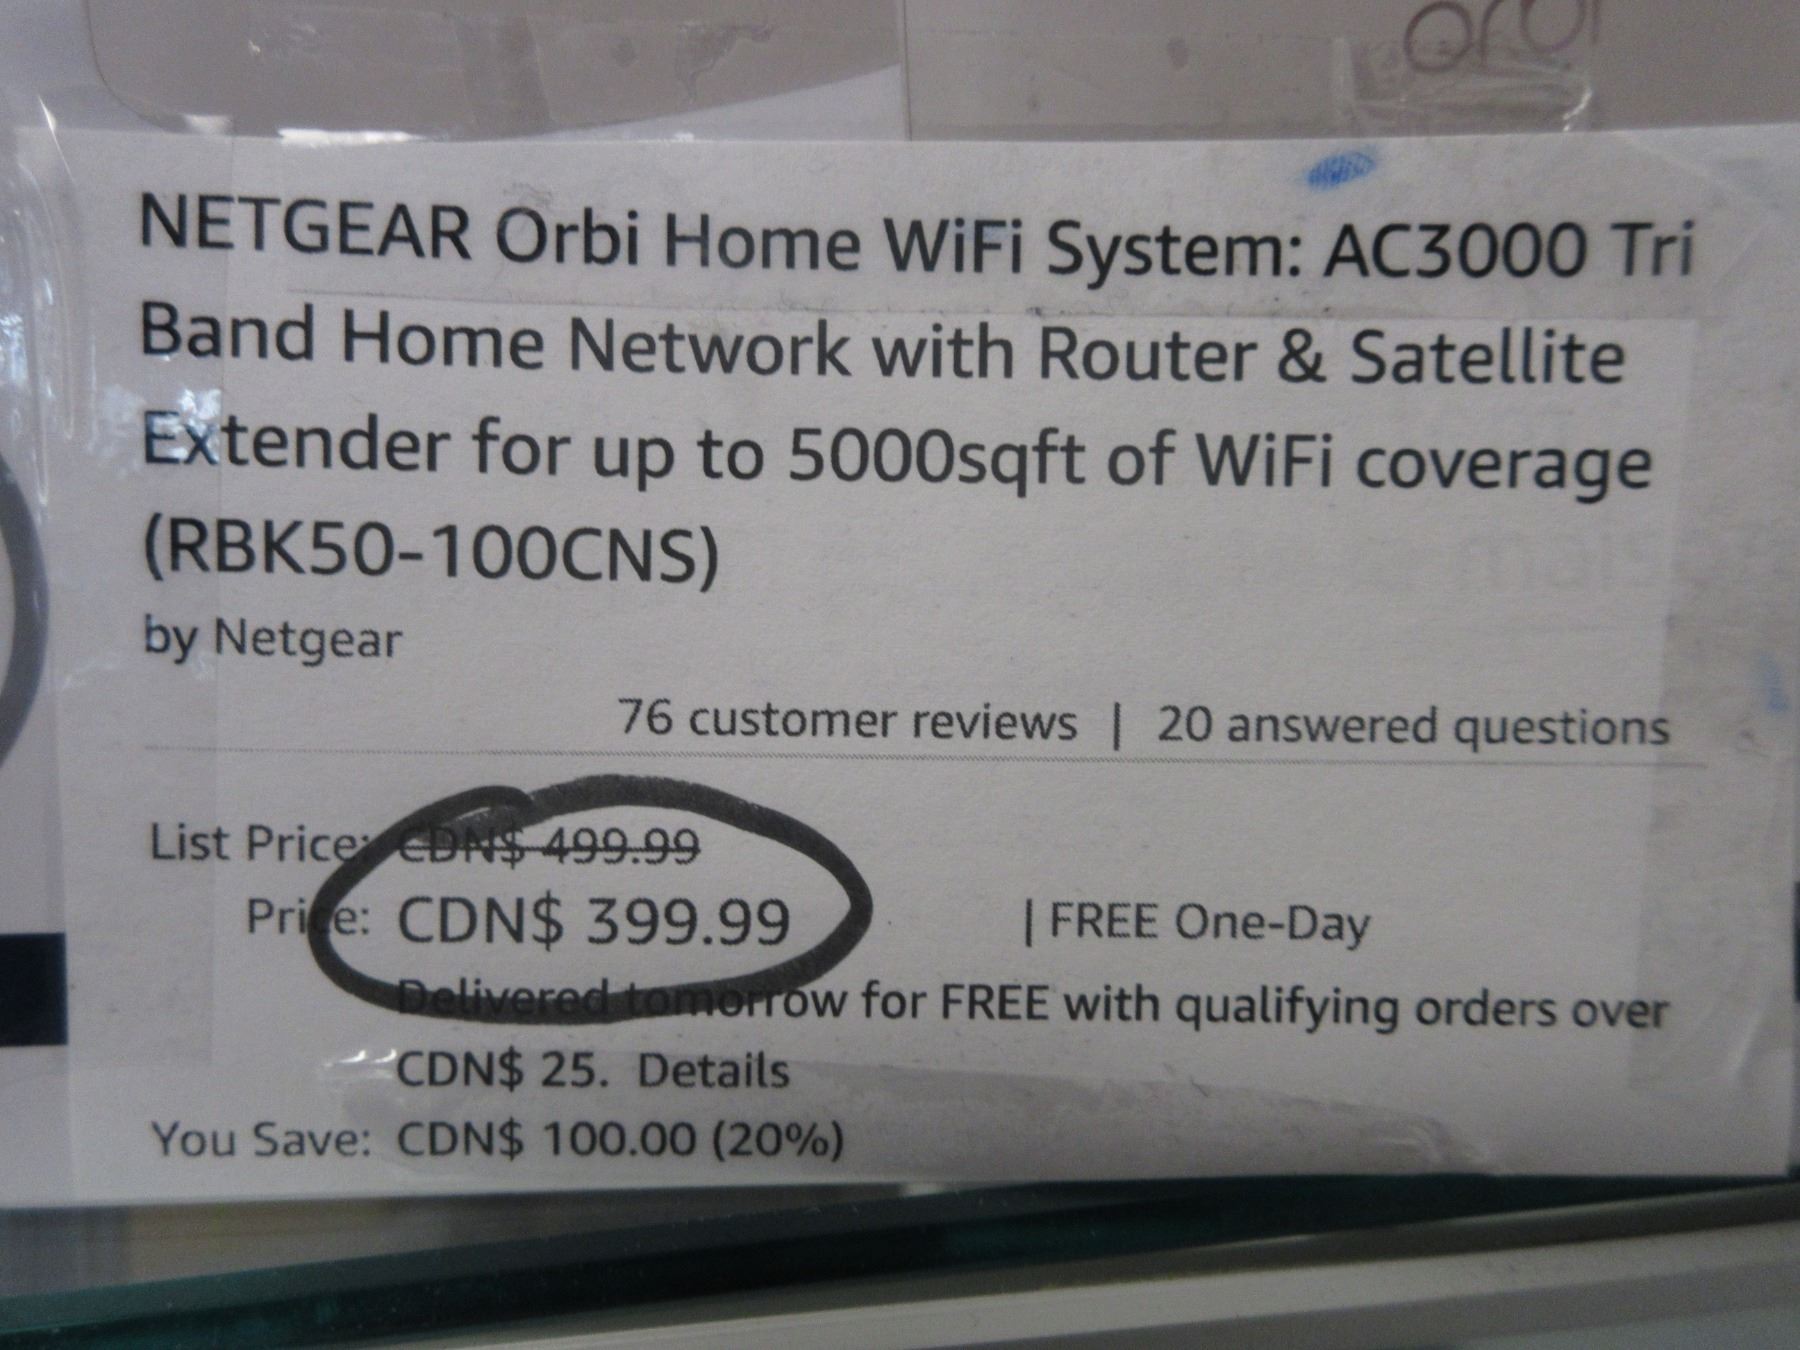 orbi
NETGEAR Orbi Home WiFi System: AC3000 Tri
Band Home Network with Router & Satellite
Extender for up to 5000sqft of WiFi coverage
(RBK50-100CNS)
by Netgear
76 customer reviews | 20 answered questions
List Price: CDN$ 499.99
Price: CDN$ 399.99 | FREE One-Day
Delivered tomorrow for FREE with qualifying orders over
CDN$ 25. Details
You Save: CDN$ 100.00 (20%)